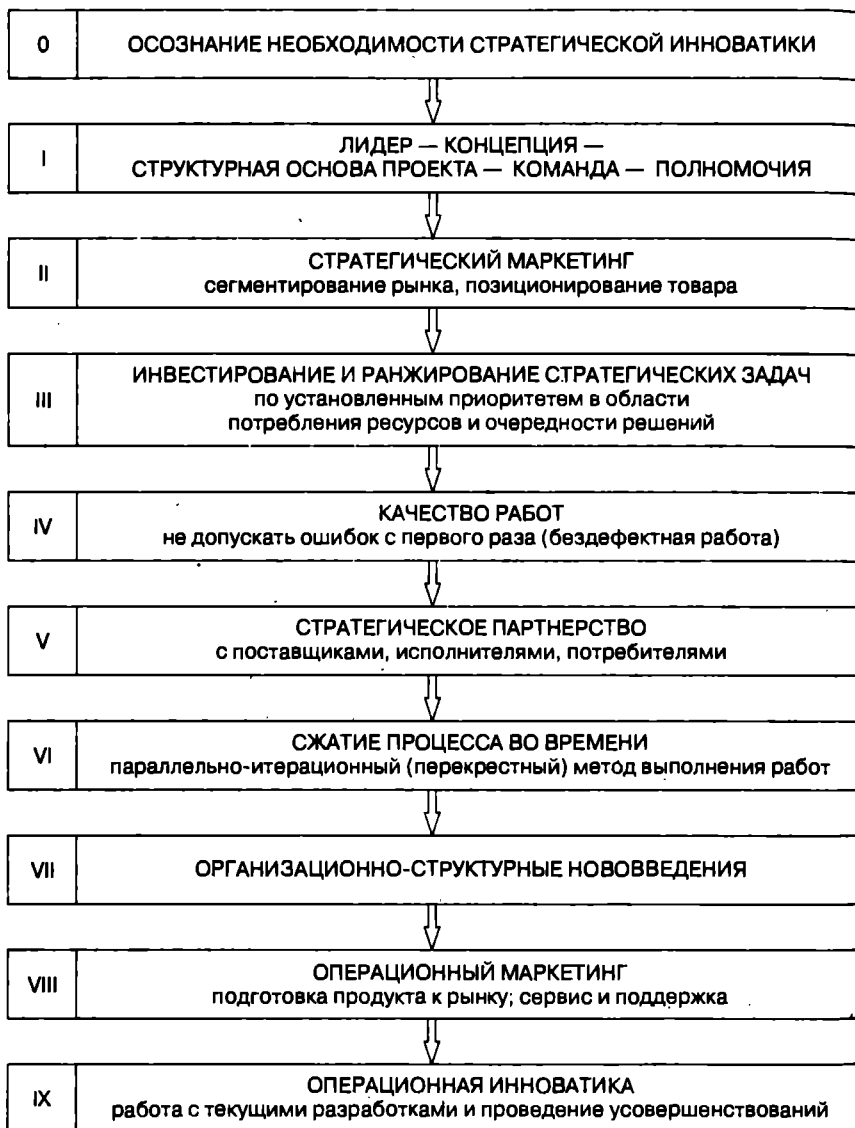 0
ОСОЗНАНИЕ НЕОБХОДИМОСТИ СТРАТЕГИЧЕСКОЙ ИННОВАТИКИ
I
ЛИДЕР — КОНЦЕПЦИЯ —
СТРУКТУРНАЯ ОСНОВА ПРОЕКТА — КОМАНДА — ПОЛНОМОЧИЯ
II
СТРАТЕГИЧЕСКИЙ МАРКЕТИНГ
сегментирование рынка, позиционирование товара
III
ИНВЕСТИРОВАНИЕ И РАНЖИРОВАНИЕ СТРАТЕГИЧЕСКИХ ЗАДАЧ
по установленным приоритетем в области
потребления ресурсов и очередности решений
IV
КАЧЕСТВО РАБОТ
не допускать ошибок с первого раза (бездефектная работа)
V
СТРАТЕГИЧЕСКОЕ ПАРТНЕРСТВО
с поставщиками, исполнителями, потребителями
VI
СЖАТИЕ ПРОЦЕССА ВО ВРЕМЕНИ
параллельно-итерационный (перекрестный) метод выполнения работ
VII
ОРГАНИЗАЦИОННО-СТРУКТУРНЫЕ НОВОВВЕДЕНИЯ
VIII
ОПЕРАЦИОННЫЙ МАРКЕТИНГ
подготовка продукта к рынку; сервис и поддержка
IX
ОПЕРАЦИОННАЯ ИННОВАТИКА
работа с текущими разработками и проведение усовершенствований